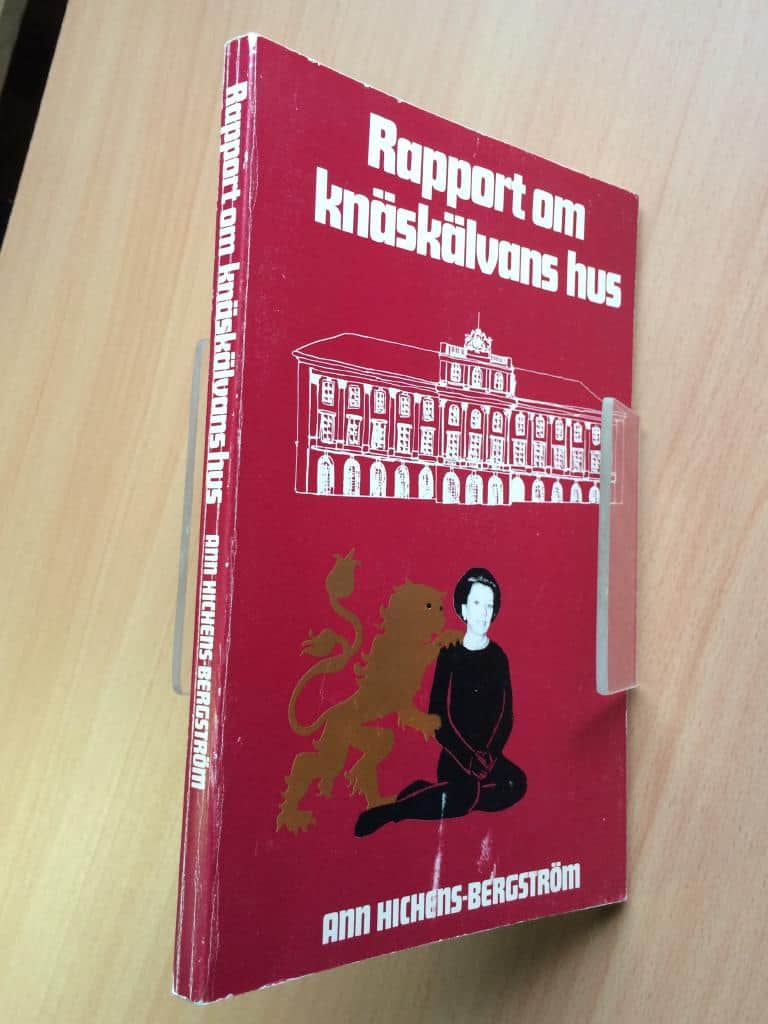 Rapport om
knäskälvans hus
ANN HICHENS-BERGSTRÖM
Rapport om knäskälvans hus ANN HICHENS-BERGSTRÖM